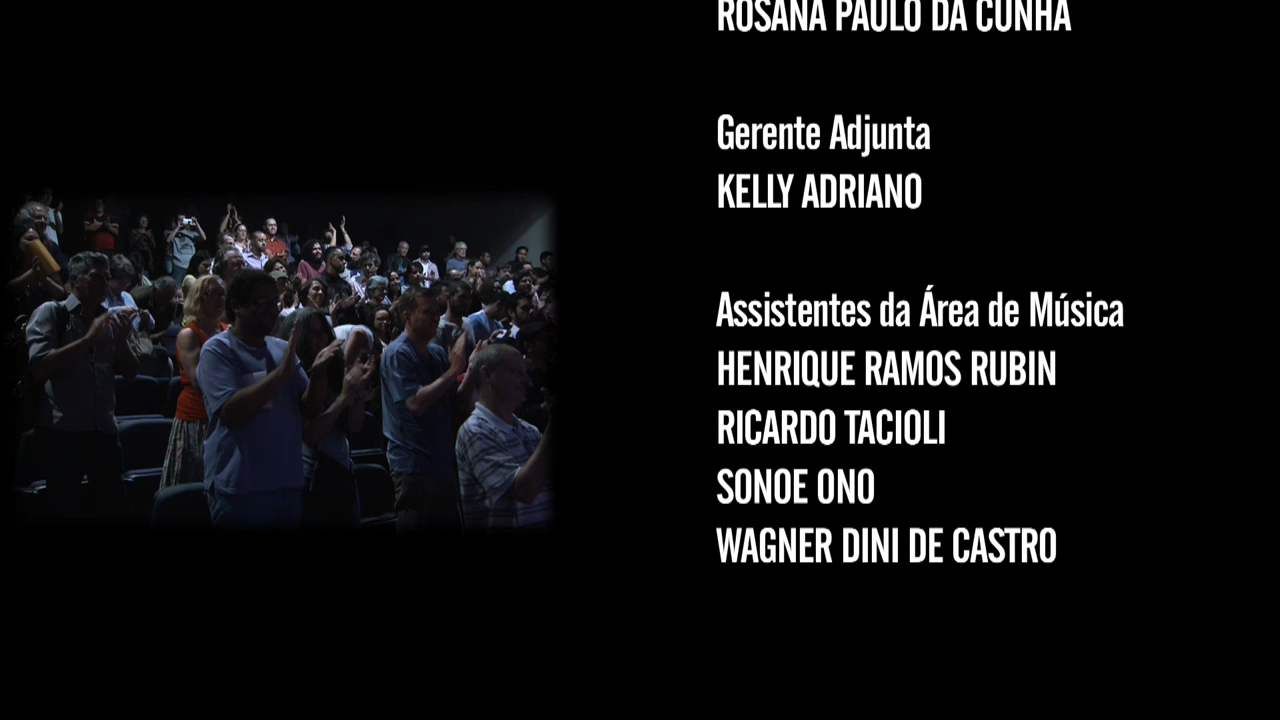 ROSANA PAULO DA CUNHA
Gerente Adjunta
KELLY ADRIANO
Assistentes da Área de Música
HENRIQUE RAMOS RUBIN
RICARDO TACIOLI
SONOE ONO
WAGNER DINI DE CASTRO